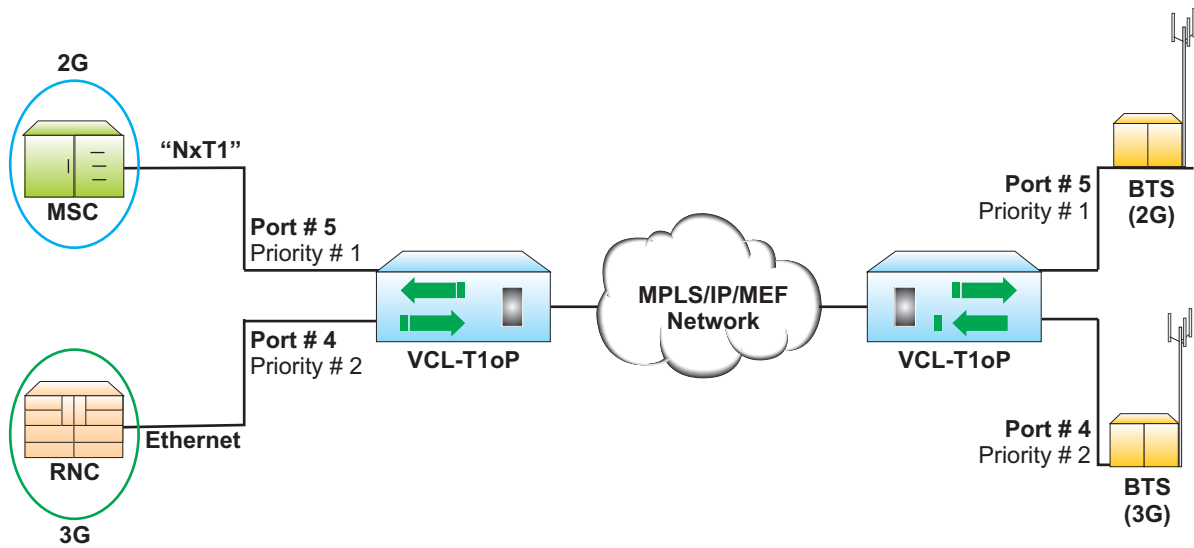 2G
MSC
“NxT1”
Port # 5
Priority # 1
Port # 4
Priority # 2
Ethernet
RNC
3G
VCL-T1oP
MPLS/IP/MEF
Network
VCL-T1oP
Port # 5
Priority # 1
BTS
(2G)
Port # 4
Priority # 2
BTS
(3G)